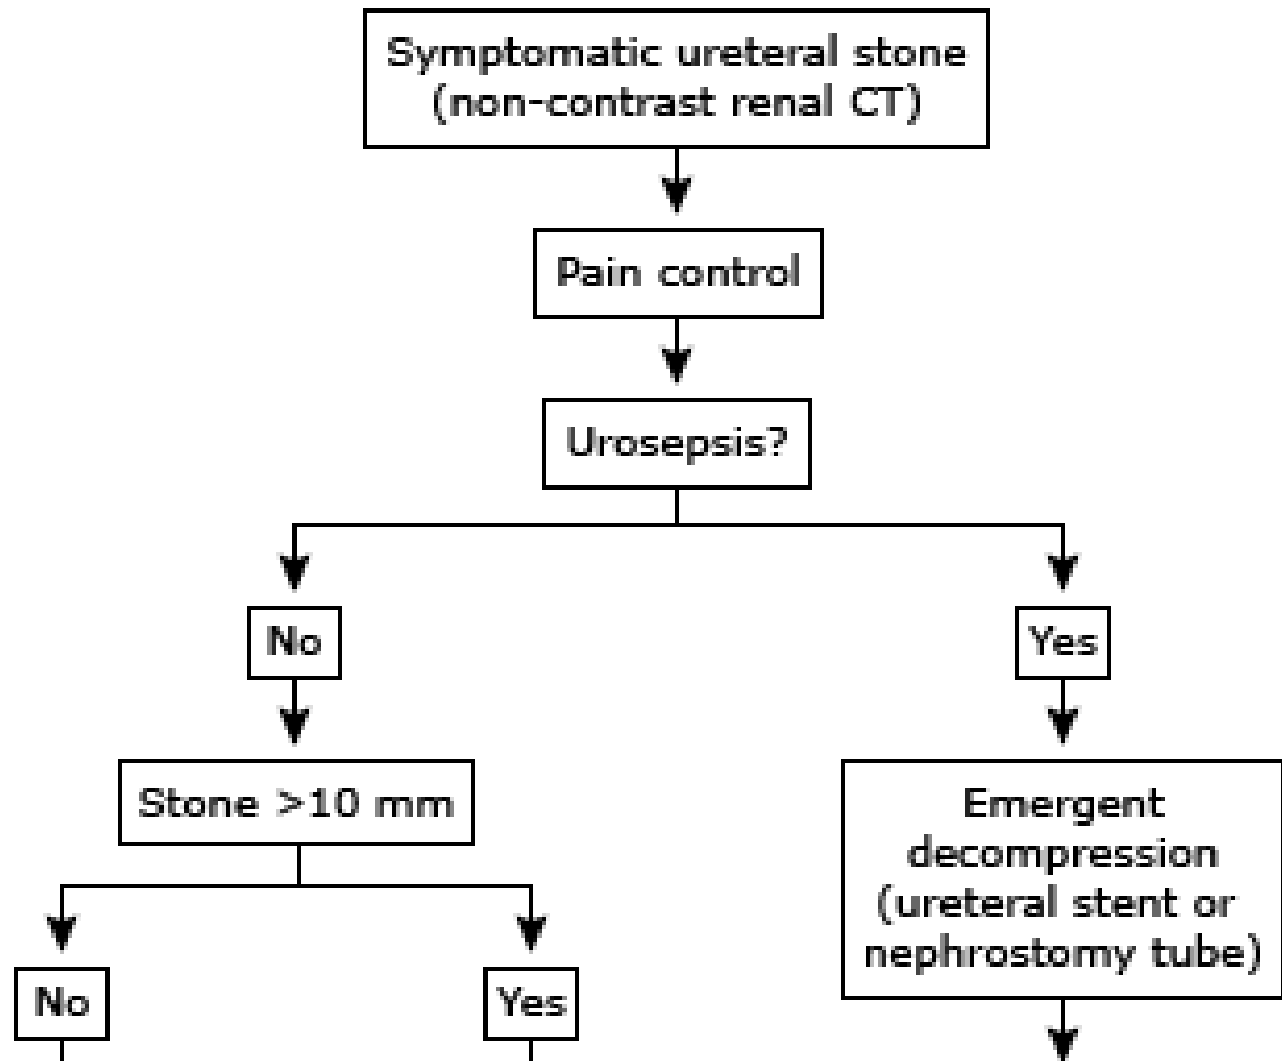 Symptomatic ureteral stone
(non-contrast renal CT)
Pain control
Urosepsis?
No
Yes
Stone >10 mm
Emergent
decompression
(ureteral stent or
nephrostomy tube)
No
Yes